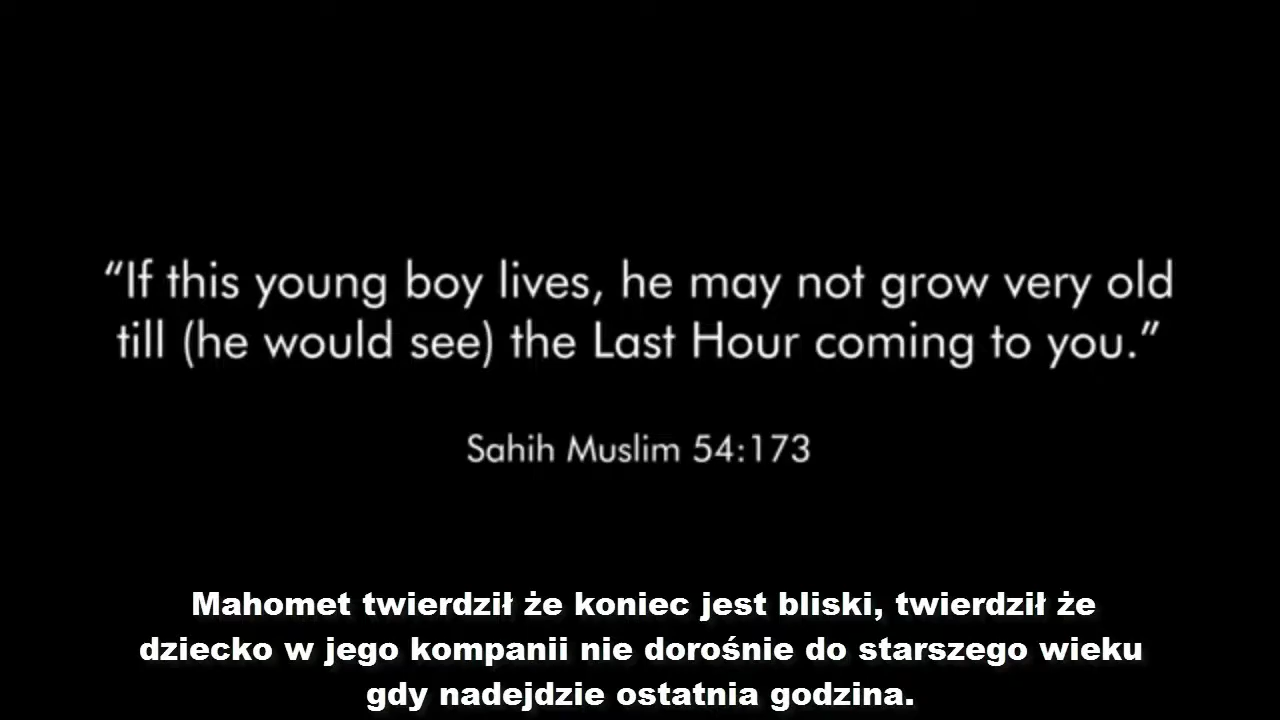 “If this young boy lives, he may not grow very old
till (he would see) the Last Hour coming to you.”
Sahih Muslim 54:173
Mahomet twierdził że koniec jest bliski, twierdził że
dziecko w jego kompanii nie dorośnie do starszego wieku
gdy nadejdzie ostatnia godzina.